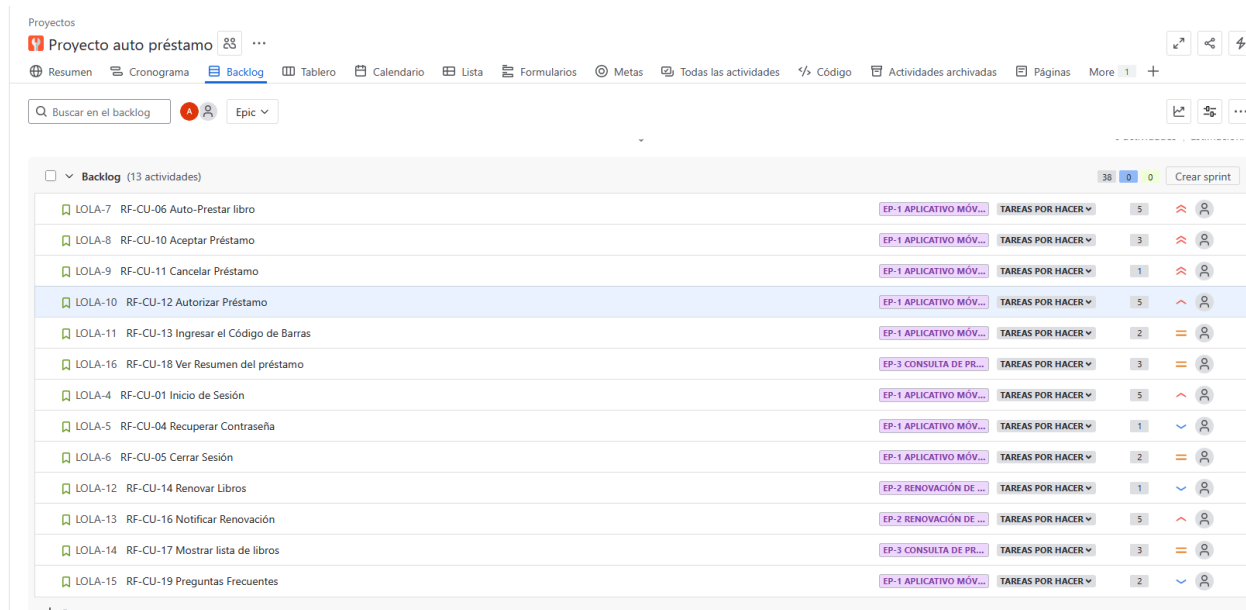 Proyectos
Proyecto auto préstamo
Resumen Cronograma Backlog Tablero Calendario Lista Formularios Metas Todas las actividades Código Actividades archivadas Páginas More 1
Buscar en el backlog A Epic
Backlog (13 actividades) 38 0 0 Crear sprint
LOLA-7 RF-CU-06 Auto-Prestar libro EP-1 APLICATIVO MÓV... TAREAS POR HACER 5
LOLA-8 RF-CU-10 Aceptar Préstamo EP-1 APLICATIVO MÓV... TAREAS POR HACER 3
LOLA-9 RF-CU-11 Cancelar Préstamo EP-1 APLICATIVO MÓV... TAREAS POR HACER 1
LOLA-10 RF-CU-12 Autorizar Préstamo EP-1 APLICATIVO MÓV... TAREAS POR HACER 5
LOLA-11 RF-CU-13 Ingresar el Código de Barras EP-1 APLICATIVO MÓV... TAREAS POR HACER 2
LOLA-16 RF-CU-18 Ver Resumen del préstamo EP-3 CONSULTA DE PR... TAREAS POR HACER 3
LOLA-4 RF-CU-01 Inicio de Sesión EP-1 APLICATIVO MÓV... TAREAS POR HACER 5
LOLA-5 RF-CU-04 Recuperar Contraseña EP-1 APLICATIVO MÓV... TAREAS POR HACER 1
LOLA-6 RF-CU-05 Cerrar Sesión EP-1 APLICATIVO MÓV... TAREAS POR HACER 2
LOLA-12 RF-CU-14 Renovar Libros EP-2 RENOVACIÓN DE ... TAREAS POR HACER 1
LOLA-13 RF-CU-16 Notificar Renovación EP-2 RENOVACIÓN DE ... TAREAS POR HACER 5
LOLA-14 RF-CU-17 Mostrar lista de libros EP-3 CONSULTA DE PR... TAREAS POR HACER 3
LOLA-15 RF-CU-19 Preguntas Frecuentes EP-1 APLICATIVO MÓV... TAREAS POR HACER 2